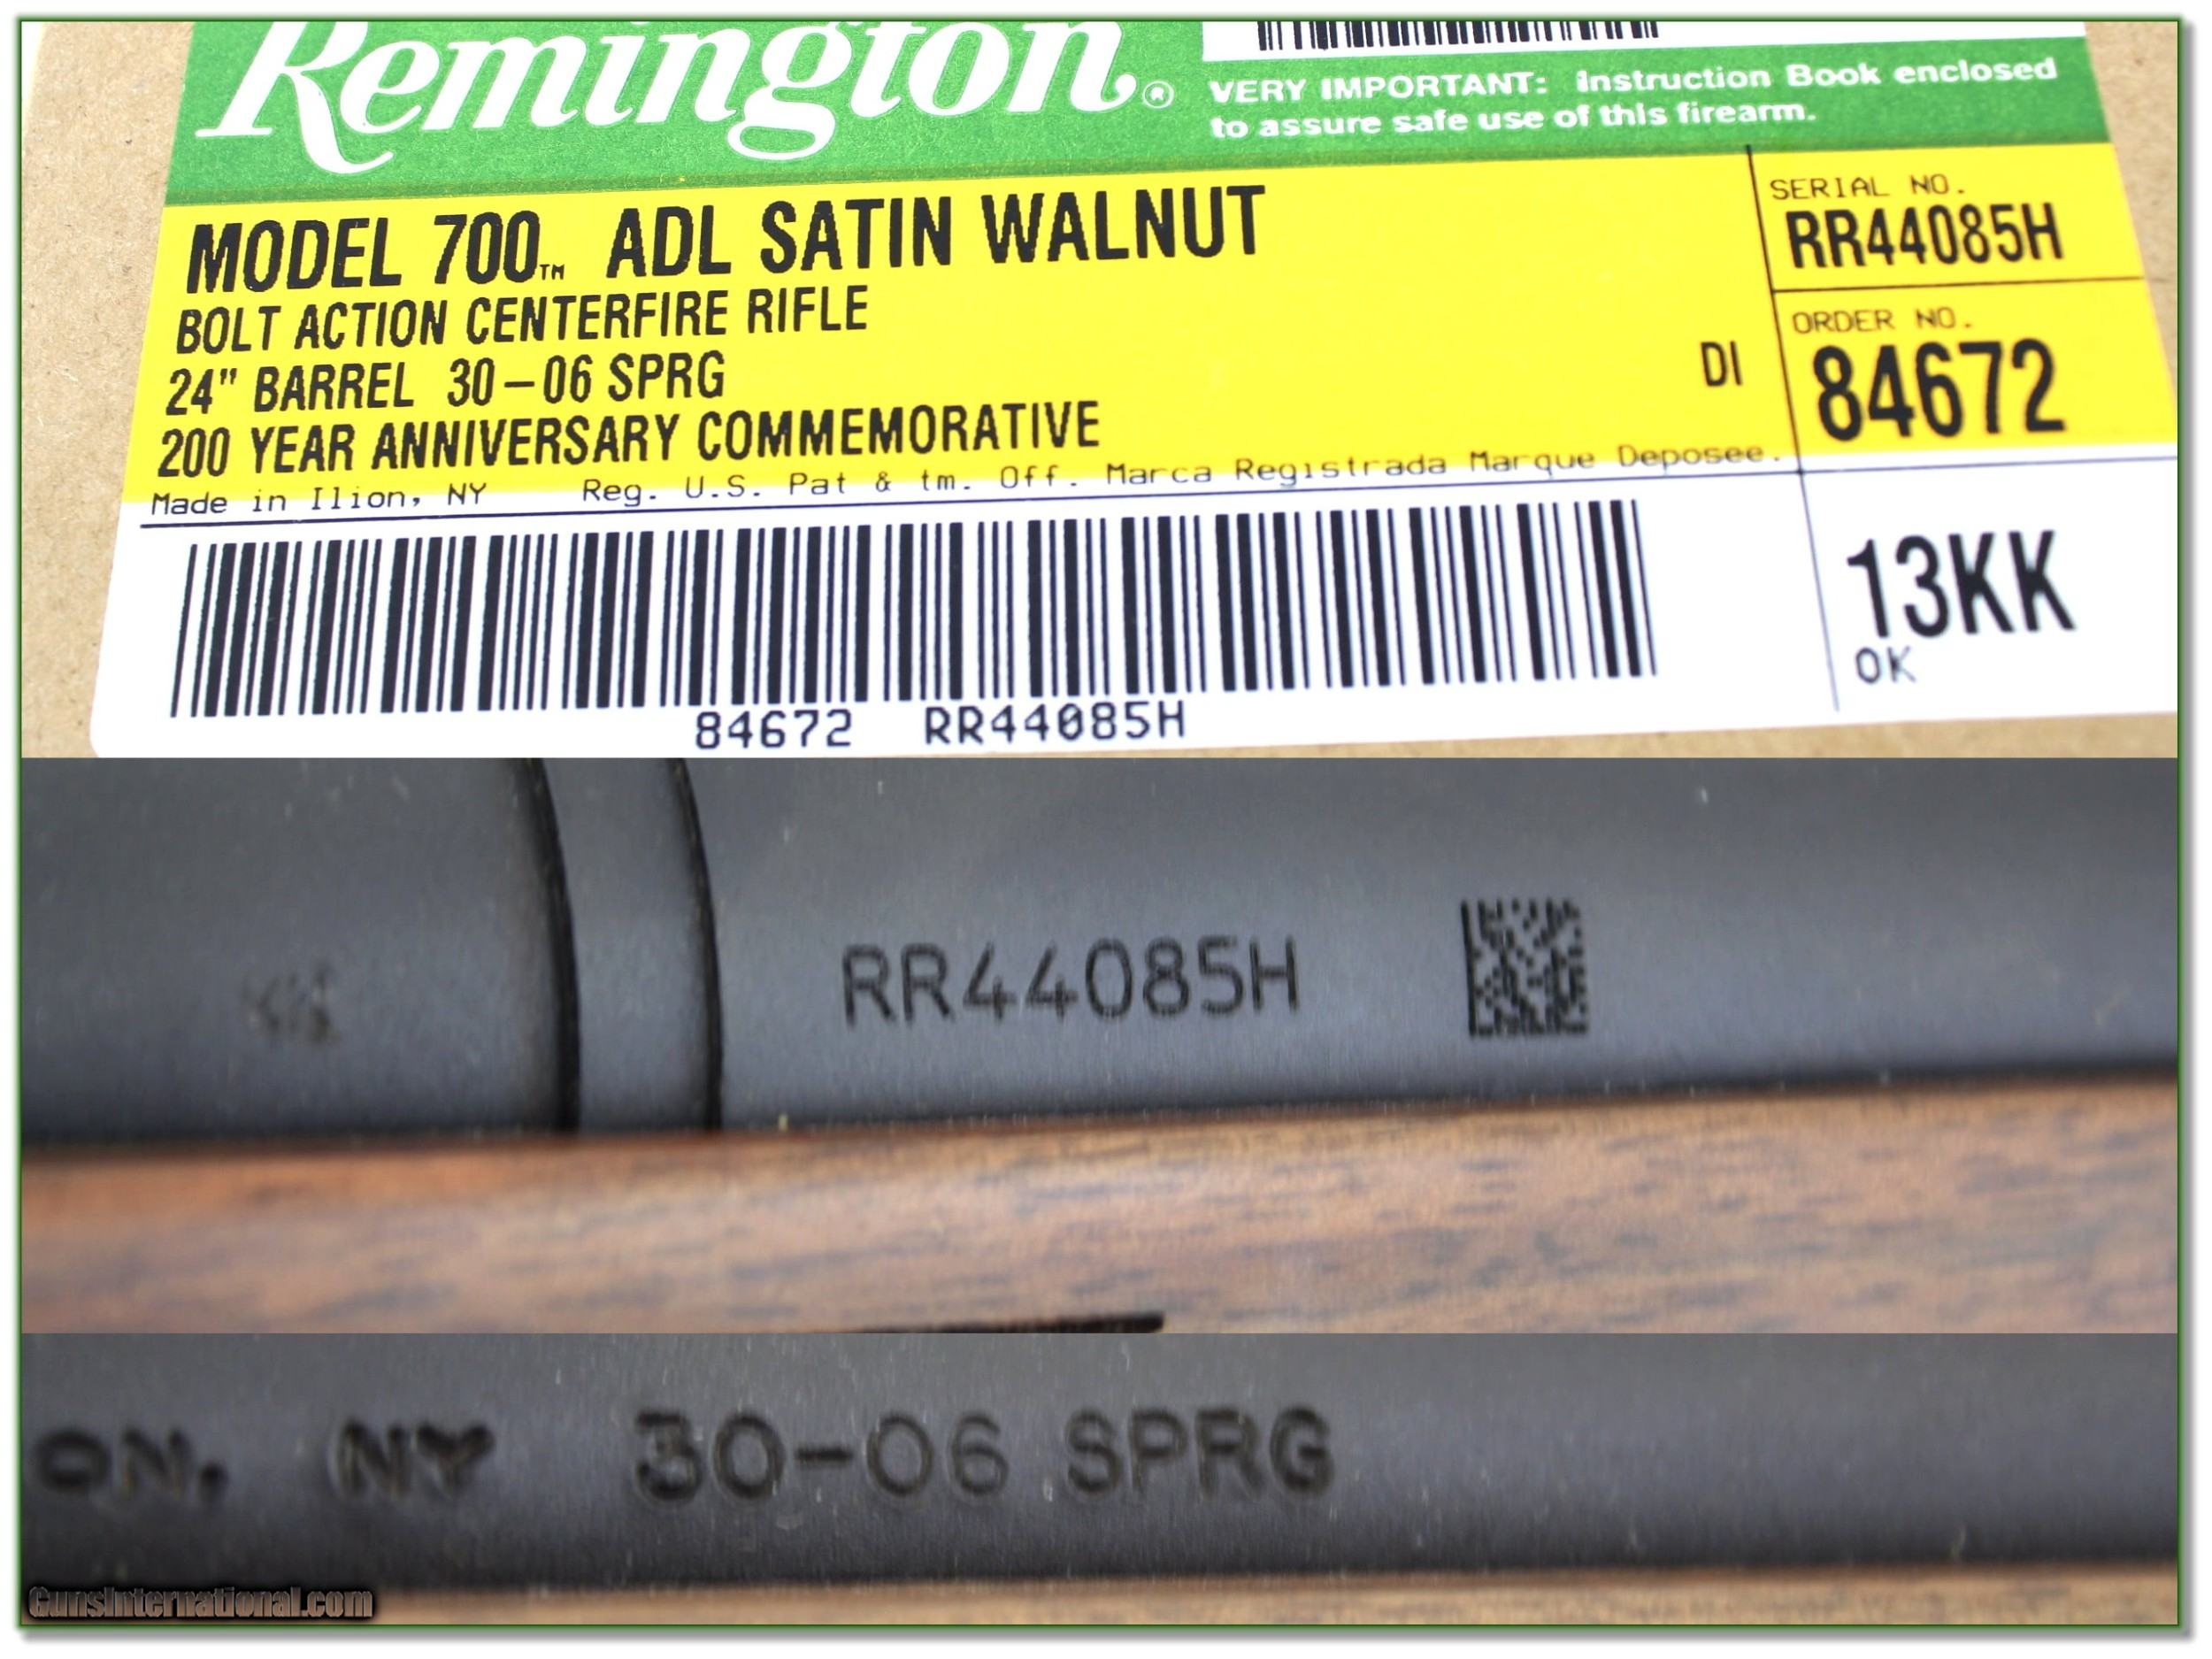 Remington®
VERY IMPORTANT: Instruction Book enclosed
to assure safe use of this firearm.
MODEL 700™ ADL SATIN WALNUT
BOLT ACTION CENTERFIRE RIFLE
24" BARREL 30-06 SPRG
200 YEAR ANNIVERSARY COMMEMORATIVE
DI
SERIAL NO.
RR44085H
ORDER NO.
84672
Made in Ilion, NY Reg. U.S. Pat & tm. Off. Marca Registrada Marque Deposee.
13KK
OK
84672 RR44085H
RR44085H
ON, NY 30-06 SPRG
GunsInternational.com